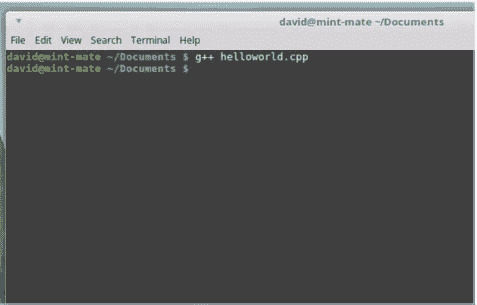 david@mint-mate ~/Documents
File Edit View Search Terminal Help
david@mint-mate ~/Documents $ g++ helloworld.cpp
david@mint-mate ~/Documents $